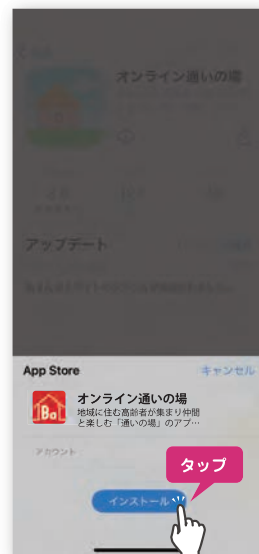 オンライン通いの場
アップデート
App Store
キャンセル
Ba
オンライン通いの場
地域に住む高齢者が集まり仲間
と楽しむ「通いの場」のアプ…
アカウント
タップ
インストール